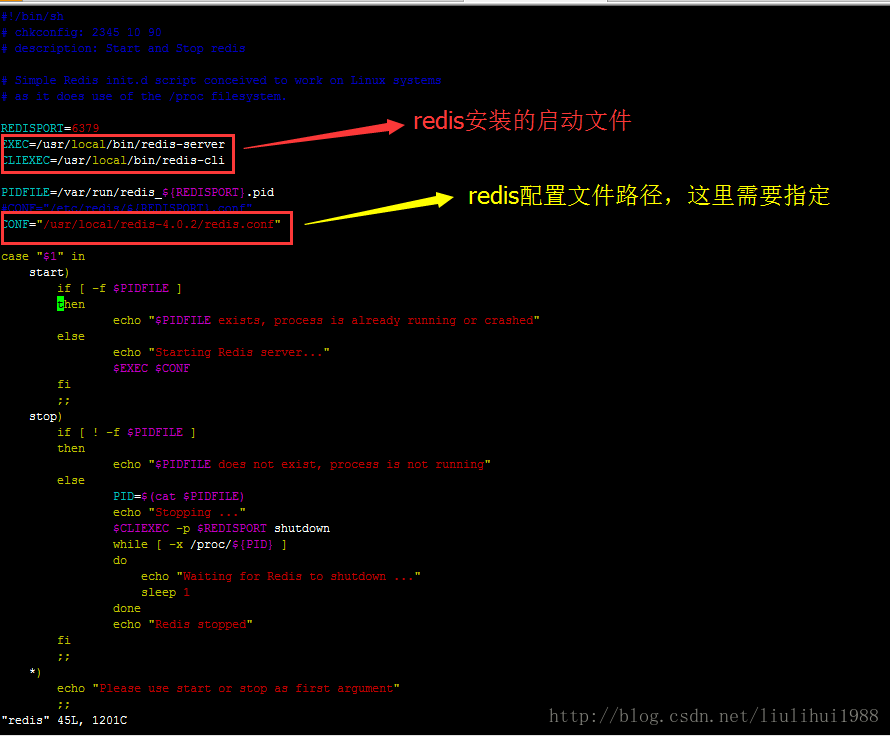 #!/bin/sh
# chkconfig: 2345 10 90
# description: Start and Stop redis
# Simple Redis init.d script conceived to work on Linux systems
# as it does use of the /proc filesystem.
REDISPORT=6379
EXEC=/usr/local/bin/redis-server
CLIEXEC=/usr/local/bin/redis-cli
redis安装的启动文件
PIDFILE=/var/run/redis_${REDISPORT}.pid
#CONF="/etc/redis/${REDISPORT}.conf"
CONF="/usr/local/redis-4.0.2/redis.conf"
redis配置文件路径，这里需要指定
case "$1" in
start)
if [ -f $PIDFILE ]
then
echo "$PIDFILE exists, process is already running or crashed"
else
echo "Starting Redis server..."
$EXEC $CONF
fi
;;
stop)
if [ ! -f $PIDFILE ]
then
echo "$PIDFILE does not exist, process is not running"
else
PID=$(cat $PIDFILE)
echo "Stopping ..."
$CLIEXEC -p $REDISPORT shutdown
while [ -x /proc/${PID} ]
do
echo "Waiting for Redis to shutdown ..."
sleep 1
done
echo "Redis stopped"
fi
;;
*)
echo "Please use start or stop as first argument"
;;
"redis" 45L, 1201C
http://blog.csdn.net/liulihui1988